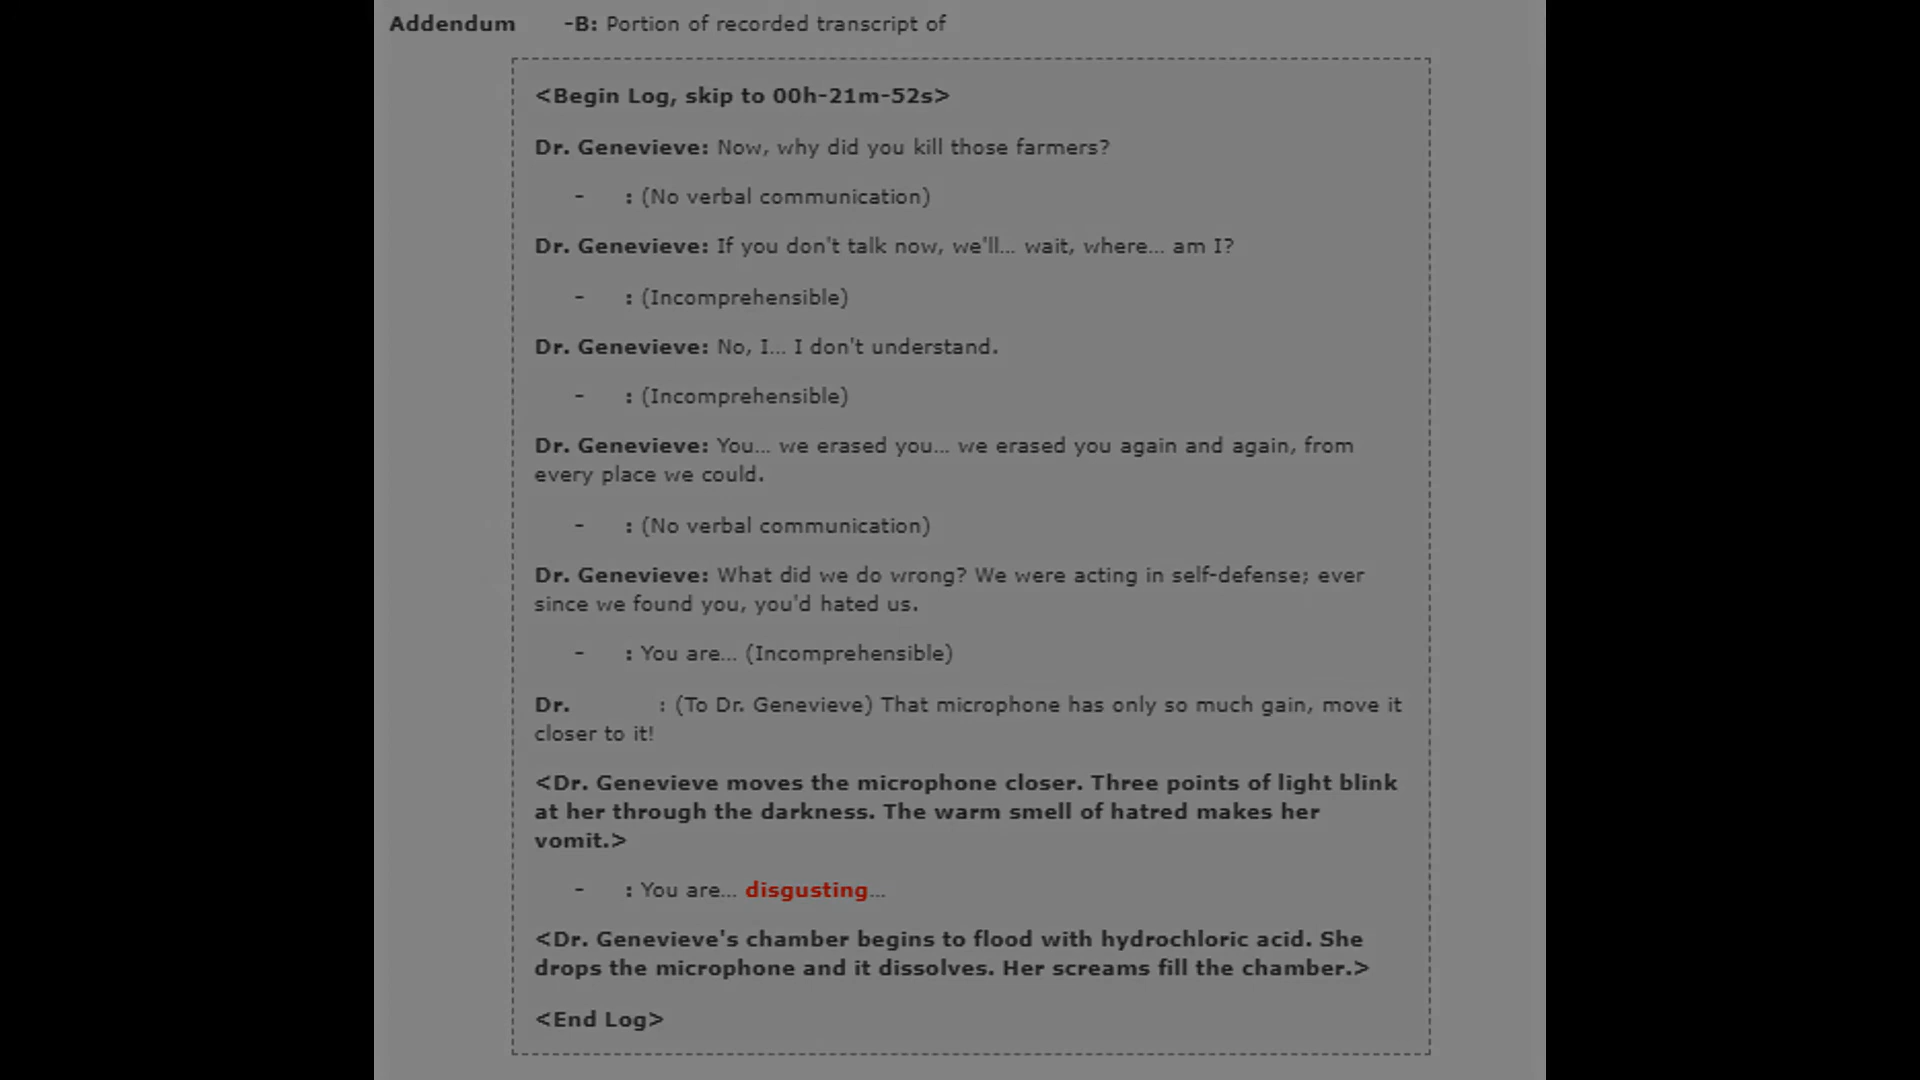 Addendum -B: Portion of recorded transcript of
<Begin Log, skip to 00h-21m-52s>
Dr. Genevieve: Now, why did you kill those farmers?
- : (No verbal communication)
Dr. Genevieve: If you don't talk now, we'll... wait, where... am I?
- : (Incomprehensible)
Dr. Genevieve: No, I... I don't understand.
- : (Incomprehensible)
Dr. Genevieve: You... we erased you... we erased you again and again, from
every place we could.
- : (No verbal communication)
Dr. Genevieve: What did we do wrong? We were acting in self-defense; ever
since we found you, you'd hated us.
- : You are... (Incomprehensible)
Dr. : (To Dr. Genevieve) That microphone has only so much gain, move it
closer to it!
<Dr. Genevieve moves the microphone closer. Three points of light blink
at her through the darkness. The warm smell of hatred makes her
vomit.>
- : You are... disgusting...
<Dr. Genevieve's chamber begins to flood with hydrochloric acid. She
drops the microphone and it dissolves. Her screams fill the chamber.>
<End Log>